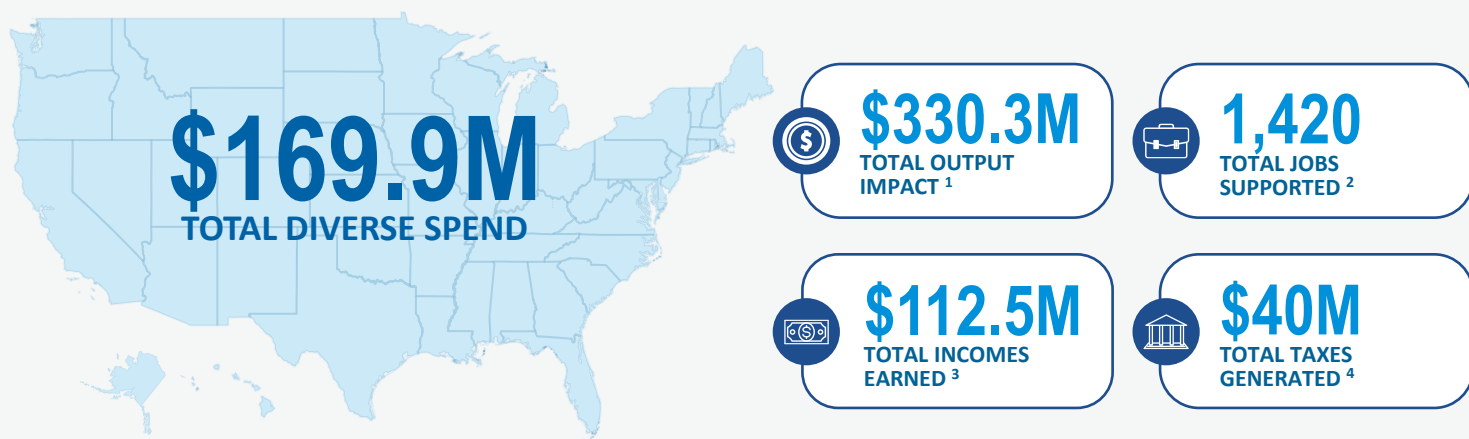 $169.9M
TOTAL DIVERSE SPEND
$330.3M
TOTAL OUTPUT
IMPACT 1
1,420
TOTAL JOBS
SUPPORTED 2
$112.5M
TOTAL INCOMES
EARNED 3
$40M
TOTAL TAXES
GENERATED 4